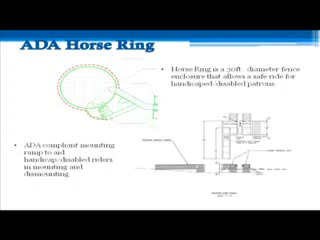 ADA Horse Ring
• Horse Ring is a 30ft diameter fence
enclosure that allows a safe ride for
handicaped/disabled patrons.
• ADA compliant mounting
ramp to aid
handicap/disabled riders
in mounting and
dismounting